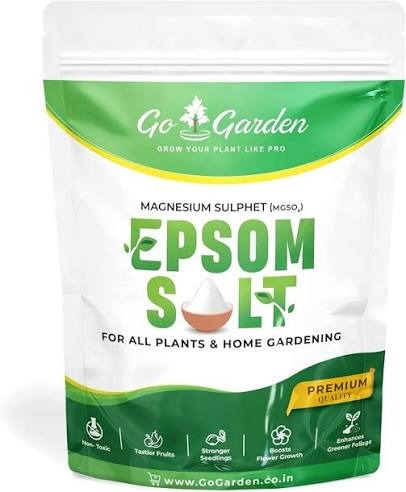 Go Garden
GROW YOUR PLANT LIKE PRO
MAGNESIUM SULPHET (MGSO₄)
EPSOM
SALT
FOR ALL PLANTS & HOME GARDENING
PREMIUM
QUALITY
Non-Toxic
Tastier Fruits
Stronger
Seedlings
Boosts
Flower Growth
Enhances
Greener Foliage
www.GoGarden.co.in